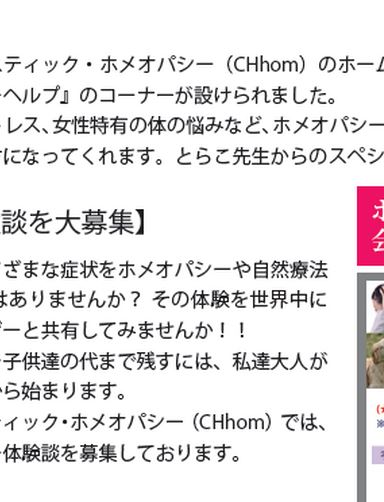 スティック・ホメオパシー（CHhom）のホーム
ヘルプ』のコーナーが設けられました。
トレス、女性特有の体の悩みなど、ホメオパシー
になってくれます。とらこ先生からのスペシ
談を大募集】
ざまな症状をホメオパシーや自然療法
はありませんか？ その体験を世界中に
ーと共有してみませんか！！
子供達の代まで残すには、私達大人が
ら始まります。
ティック・ホメオパシー（CHhom）では、
体験談を募集しております。